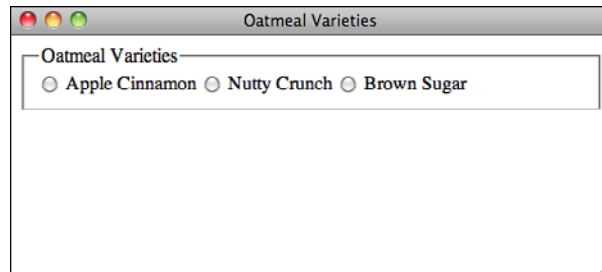 Oatmeal Varieties
Oatmeal Varieties
Apple Cinnamon Nutty Crunch Brown Sugar